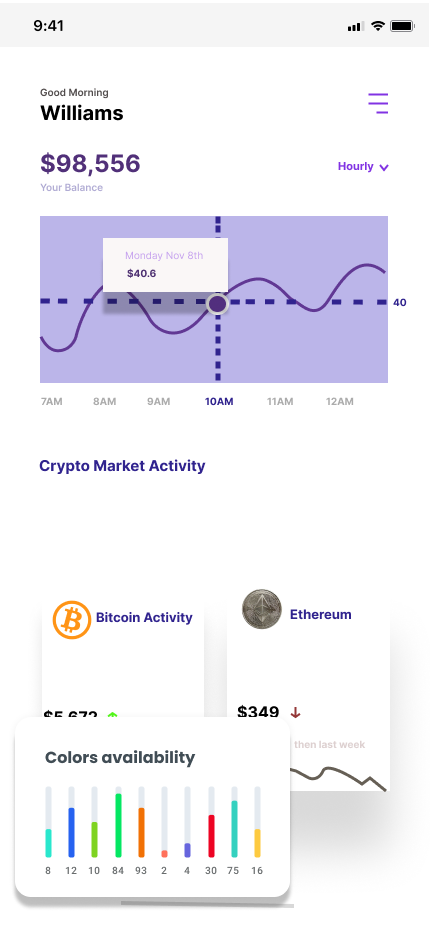 9:41
Good Morning
Williams
$98,556
Your Balance
Hourly
Monday Nov 8th
$40.6
40
7AM 8AM 9AM 10AM 11AM 12AM
Crypto Market Activity
Bitcoin Activity
Ethereum
$5,672
$349
then last week
Colors availability
8 12 10 84 93 2 4 30 75 16